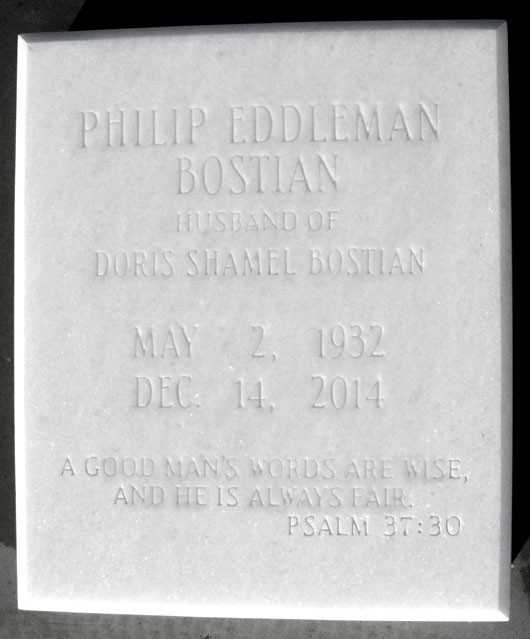 PHILIP EDDLEMAN
BOSTIAN
HUSBAND OF
DORIS SHAMEL BOSTIAN
MAY 2, 1932
DEC. 14, 2014
A GOOD MAN'S WORDS ARE WISE,
AND HE IS ALWAYS FAIR.
PSALM 37:30